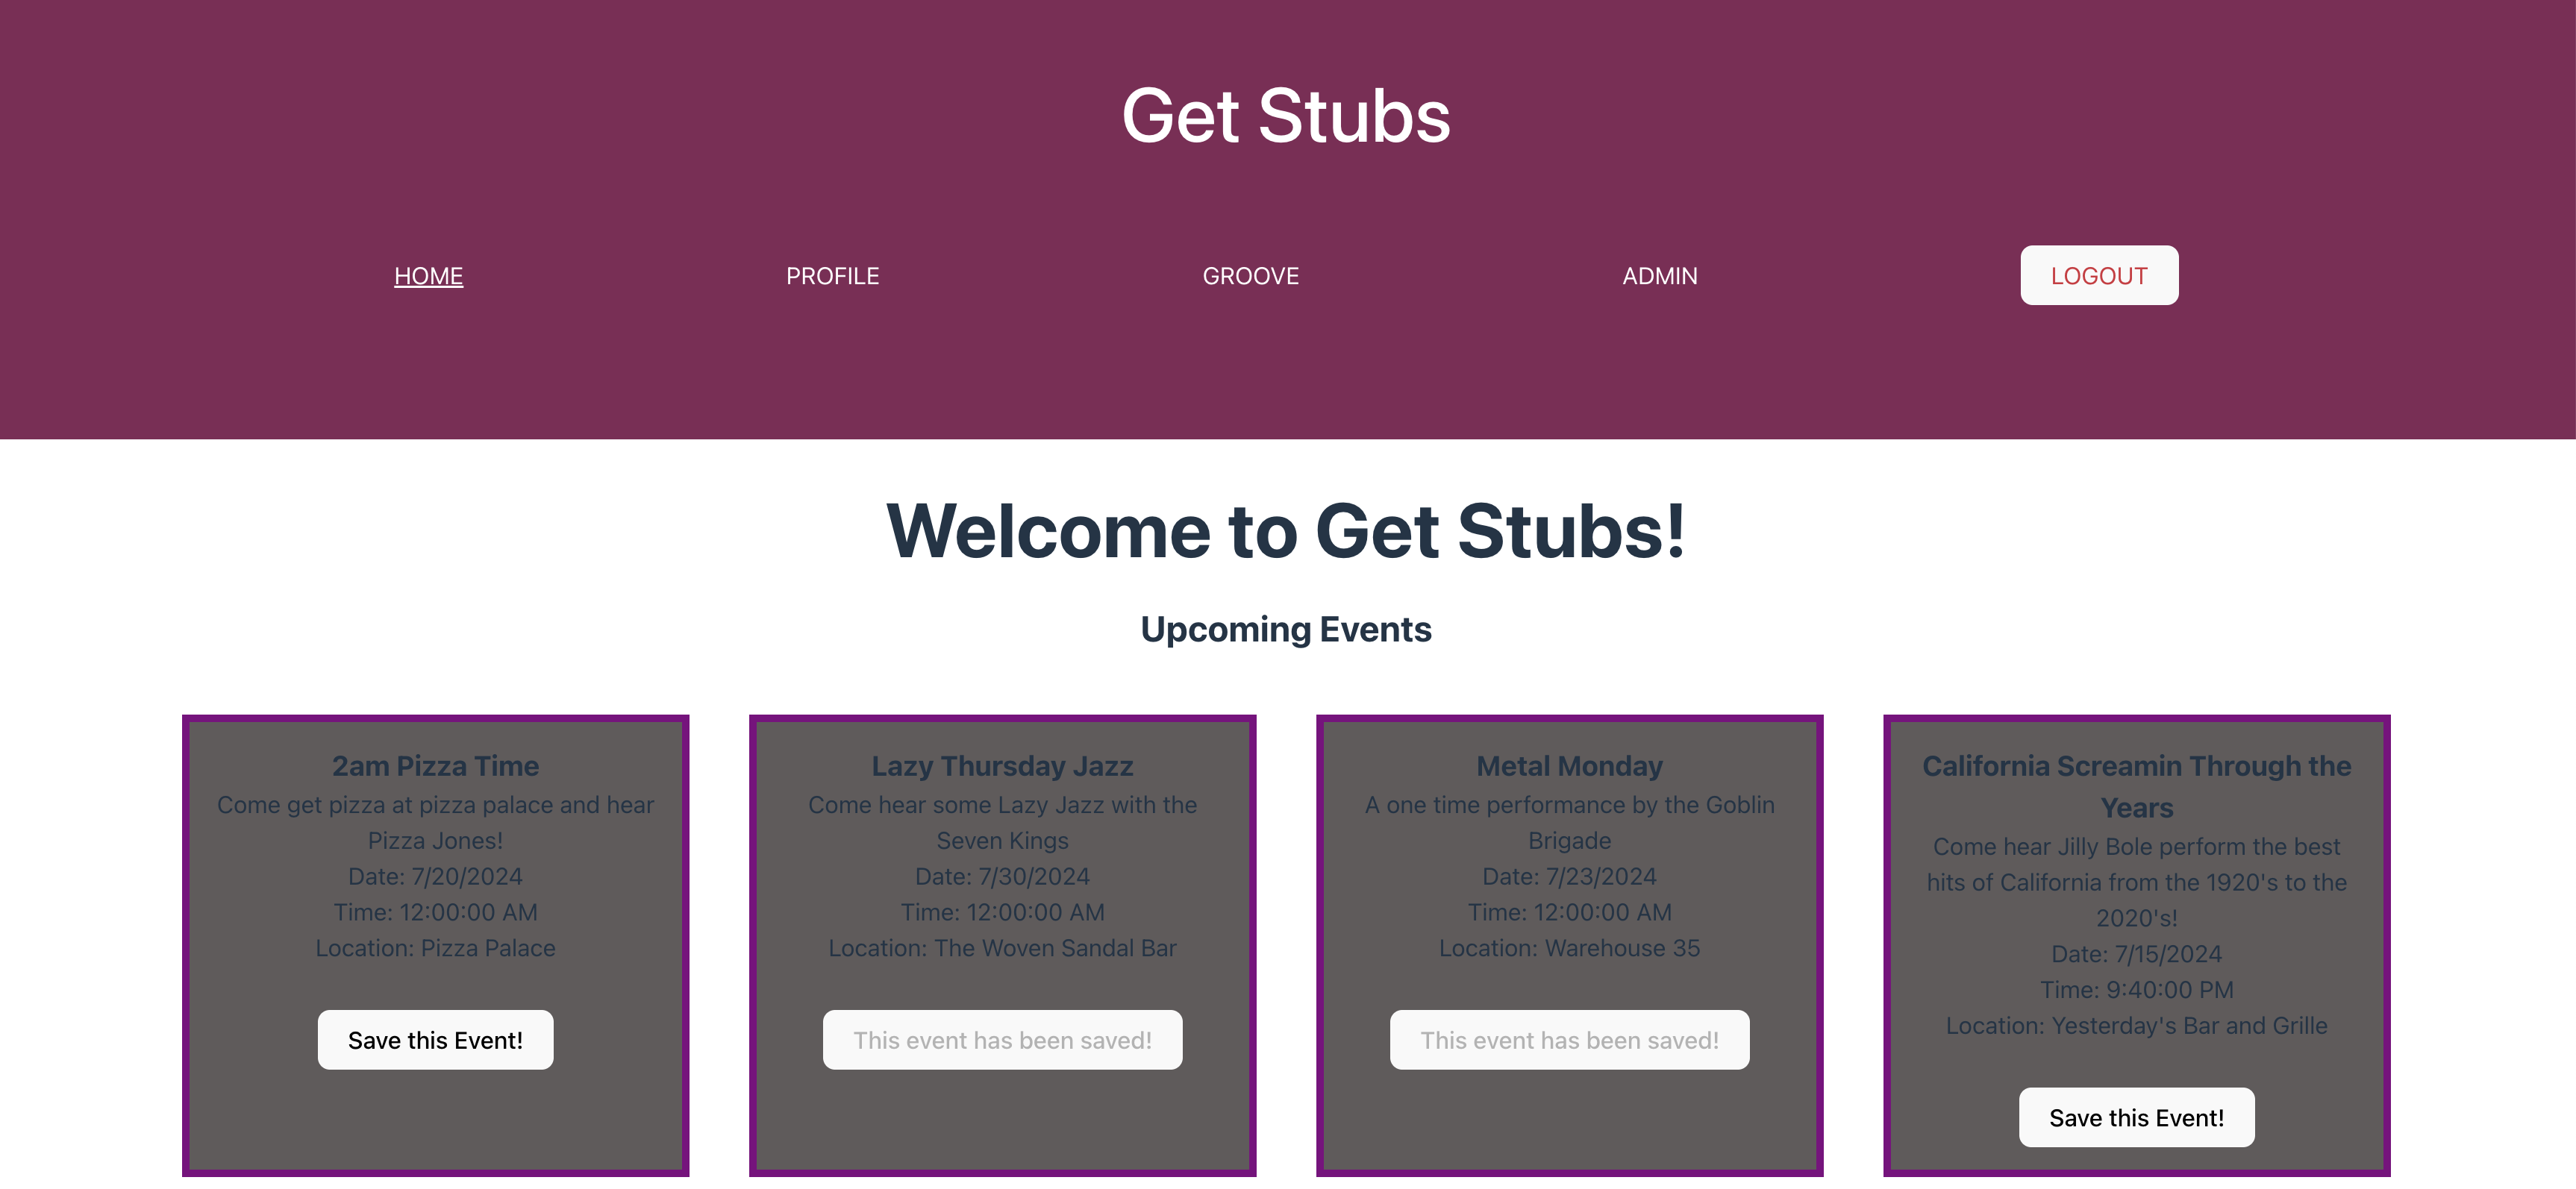 Get Stubs
HOME
PROFILE
GROOVE
ADMIN
LOGOUT
Welcome to Get Stubs!
Upcoming Events
2am Pizza Time
Come get pizza at pizza palace and hear
Pizza Jones!
Date: 7/20/2024
Time: 12:00:00 AM
Location: Pizza Palace
Save this Event!
Lazy Thursday Jazz
Come hear some Lazy Jazz with the
Seven Kings
Date: 7/30/2024
Time: 12:00:00 AM
Location: The Woven Sandal Bar
This event has been saved!
Metal Monday
A one time performance by the Goblin
Brigade
Date: 7/23/2024
Time: 12:00:00 AM
Location: Warehouse 35
This event has been saved!
California Screamin Through the
Years
Come hear Jilly Bole perform the best
hits of California from the 1920's to the
2020's!
Date: 7/15/2024
Time: 9:40:00 PM
Location: Yesterday's Bar and Grille
Save this Event!